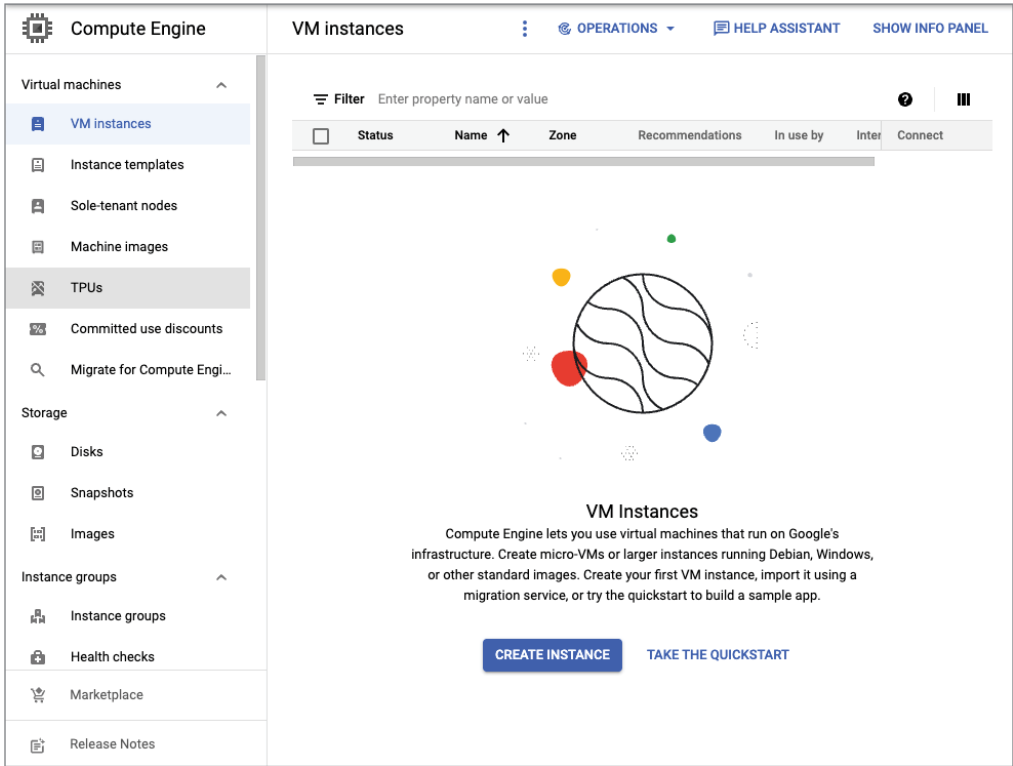 Compute Engine
Virtual machines
VM instances
Instance templates
Sole-tenant nodes
Machine images
TPUs
Committed use discounts
Migrate for Compute Engi...
Storage
Disks
Snapshots
Images
Instance groups
Instance groups
Health checks
Marketplace
Release Notes
VM instances
OPERATIONS
HELP ASSISTANT
SHOW INFO PANEL
Filter Enter property name or value
Status Name Zone Recommendations In use by Inter Connect
VM Instances
Compute Engine lets you use virtual machines that run on Google's
infrastructure. Create micro-VMs or larger instances running Debian, Windows,
or other standard images. Create your first VM instance, import it using a
migration service, or try the quickstart to build a sample app.
CREATE INSTANCE
TAKE THE QUICKSTART